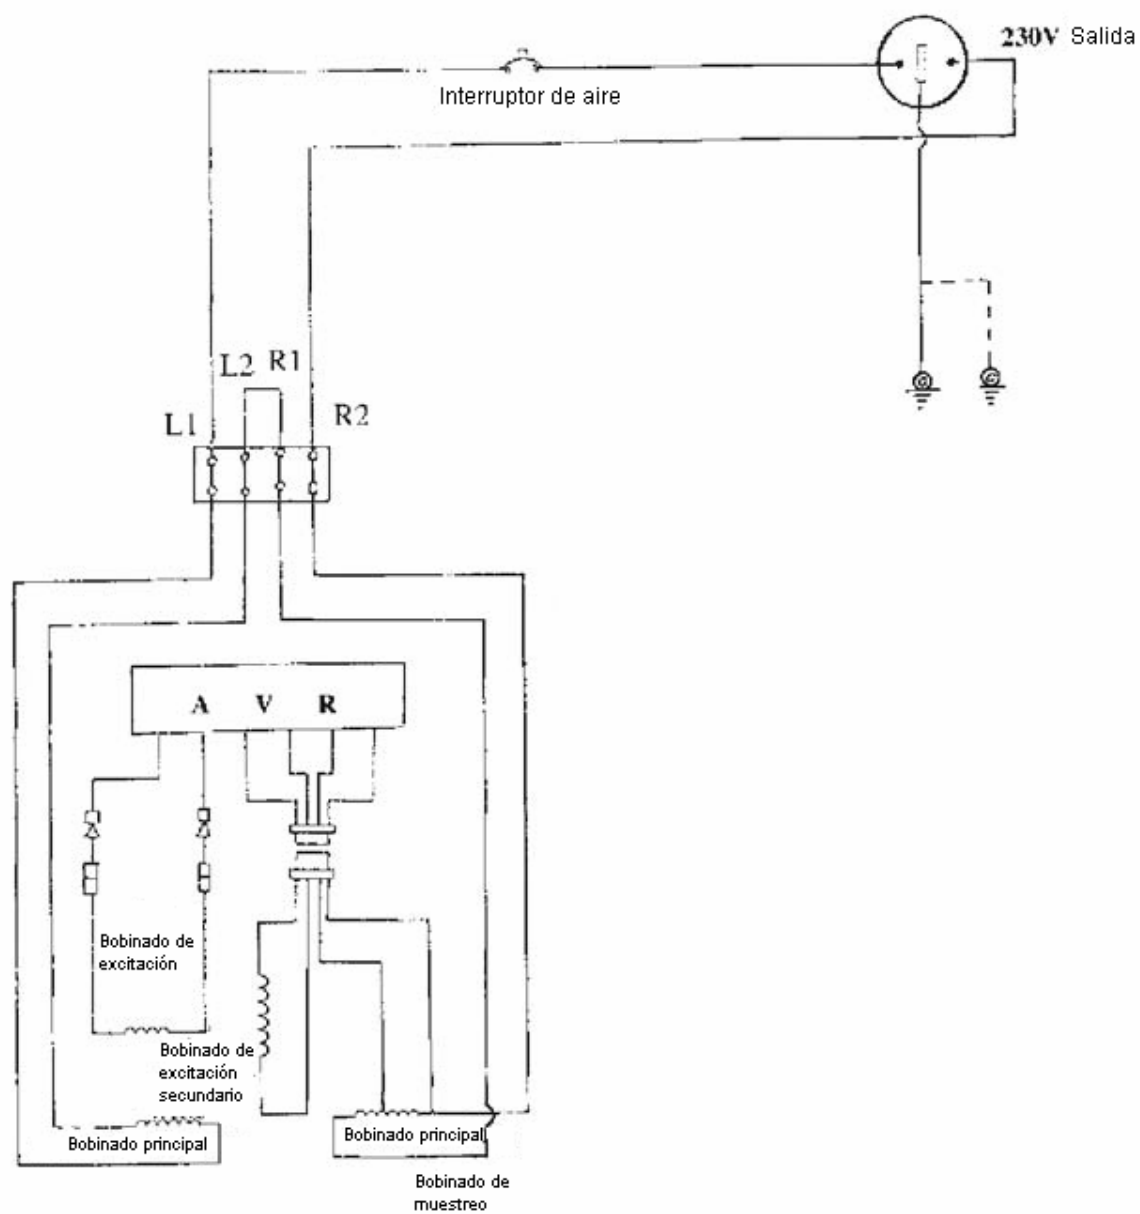 230V Salida
Interruptor de aire
L2 R1
L1 R2
A V R
Bobinado de
excitación
Bobinado de
excitación
secundario
Bobinado principal
Bobinado principal
Bobinado de
muestreo